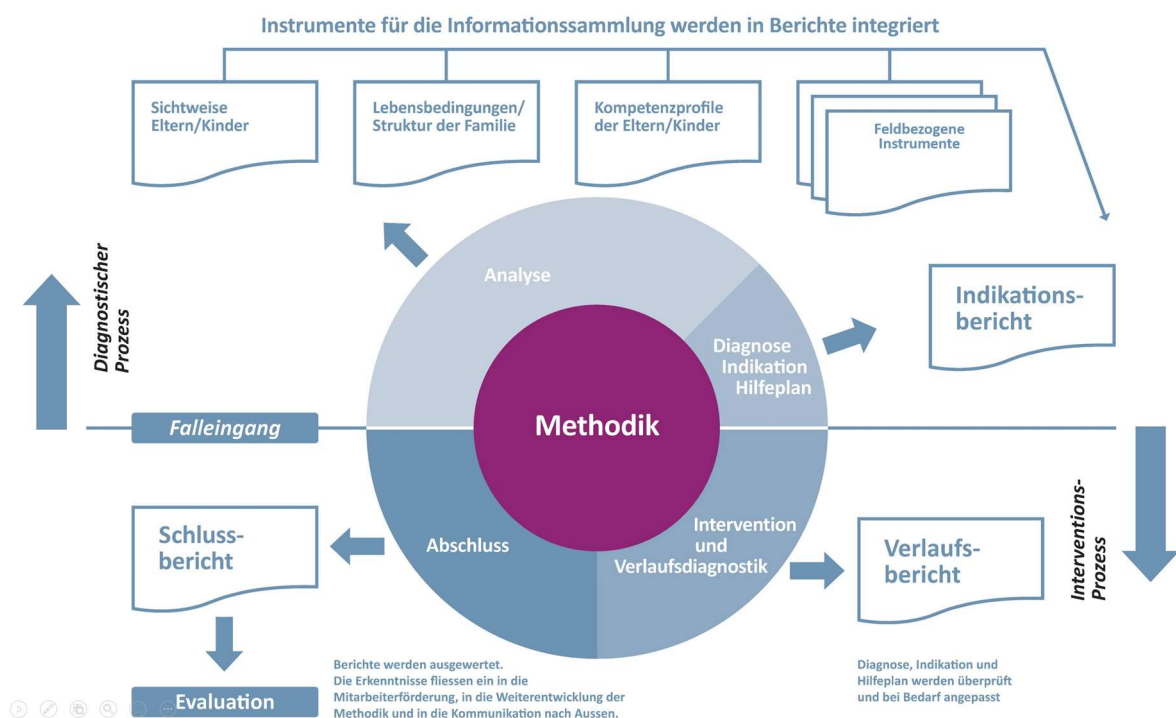 Instrumente für die Informationssammlung werden in Berichte integriert
Sichtweise
Eltern/Kinder
Lebensbedingungen/
Struktur der Familie
Kompetenzprofile
der Eltern/Kinder
Feldbezogene
Instrumente
Diagnostischer
Prozess
Analyse
Indikations-
bericht
Diagnose
Indikation
Hilfeplan
Methodik
Falleingang
Schluss-
bericht
Abschluss
Intervention
und
Verlaufsdiagnostik
Verlaufs-
bericht
Interventions-
Prozess
Evaluation
Berichte werden ausgewertet.
Die Erkenntnisse fliessen ein in die
Mitarbeiterförderung, in die Weiterentwicklung der
Methodik und in die Kommunikation nach Aussen.
Diagnose, Indikation und
Hilfeplan werden überprüft
und bei Bedarf angepasst